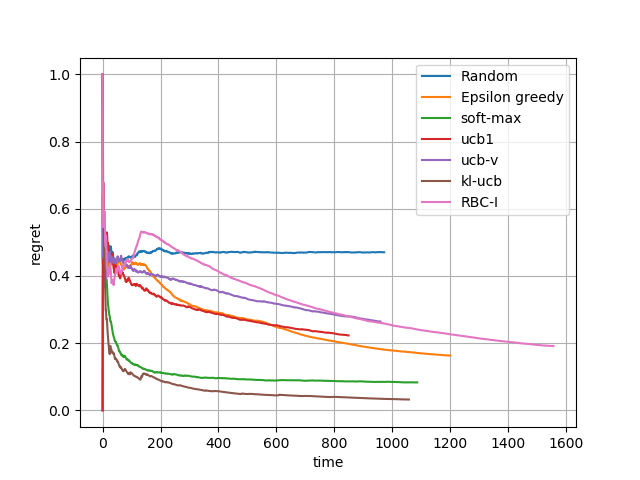 1.0
0.8
0.6
0.4
0.2
0.0
regret
Random
Epsilon greedy
soft-max
ucb1
ucb-v
kl-ucb
RBC-I
0 200 400 600 800 1000 1200 1400 1600
time